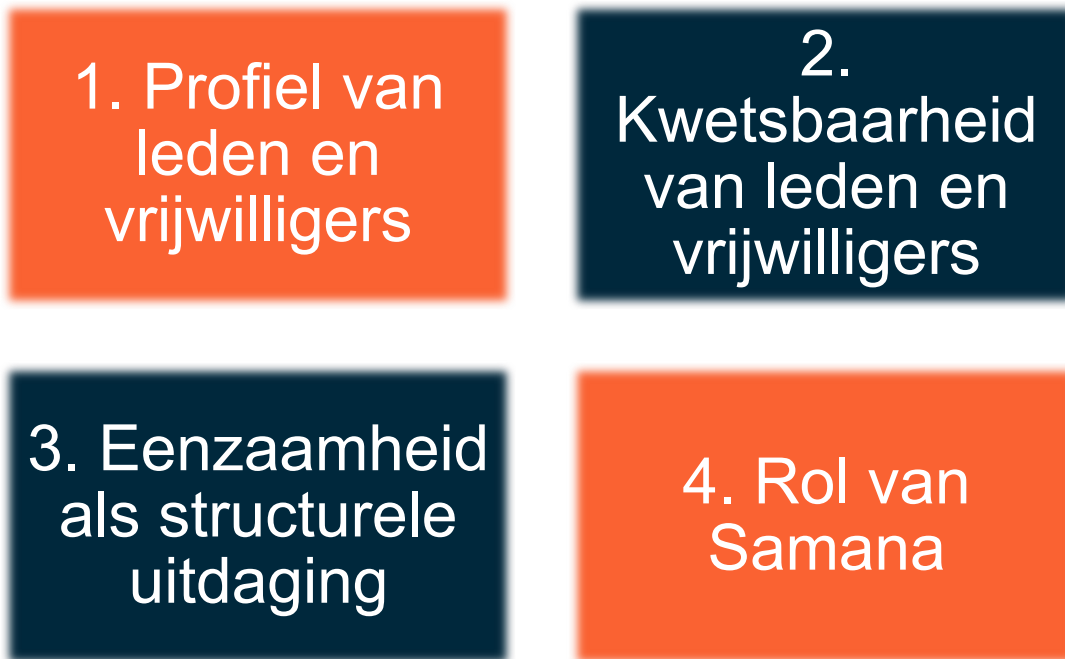 1. Profiel van
leden en
vrijwilligers
2.
Kwetsbaarheid
van leden en
vrijwilligers
3. Eenzaamheid
als structurele
uitdaging
4. Rol van
Samana